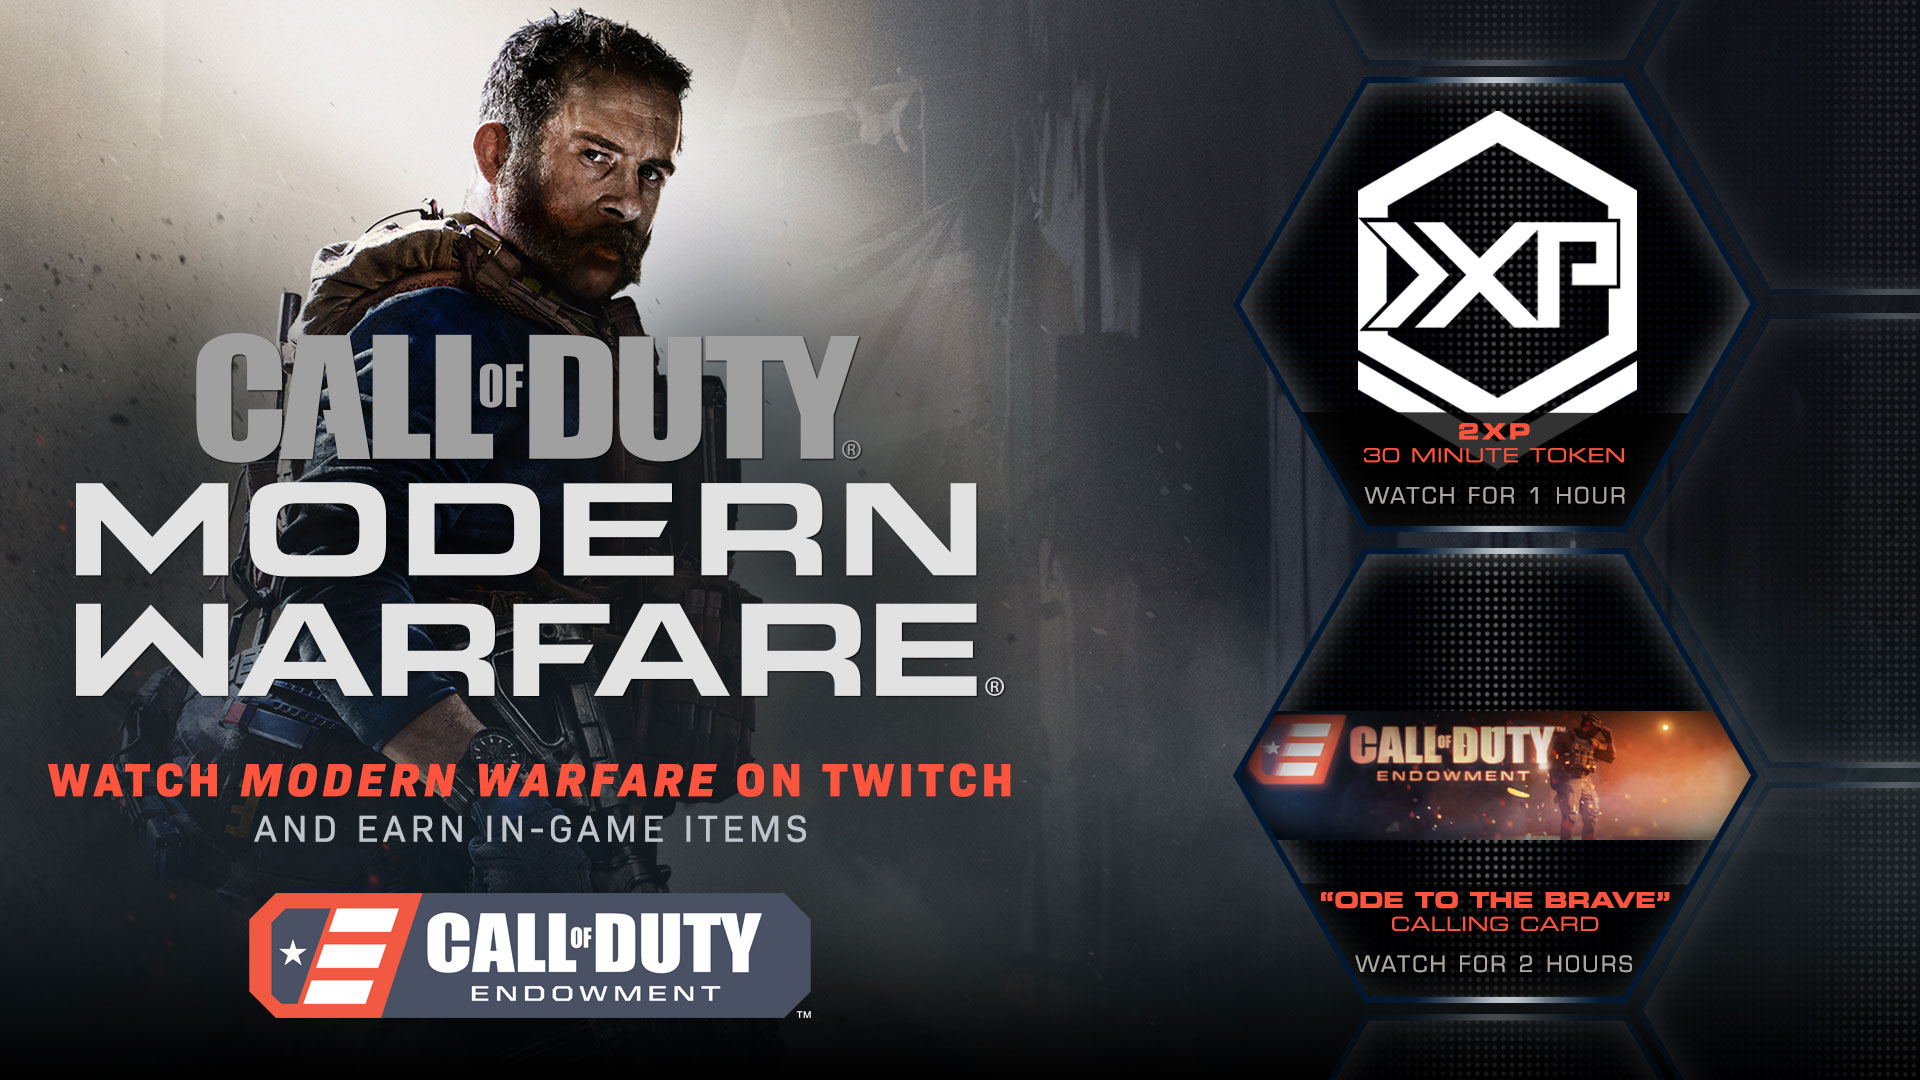 CALL OF DUTY®
MODERN
WARFARE®
WATCH MODERN WARFARE ON TWITCH
AND EARN IN-GAME ITEMS
CALL OF DUTY
ENDOWMENT
™
DXP
2XP
30 MINUTE TOKEN
WATCH FOR 1 HOUR
CALL OF DUTY™
ENDOWMENT
“ODE TO THE BRAVE”
CALLING CARD
WATCH FOR 2 HOURS